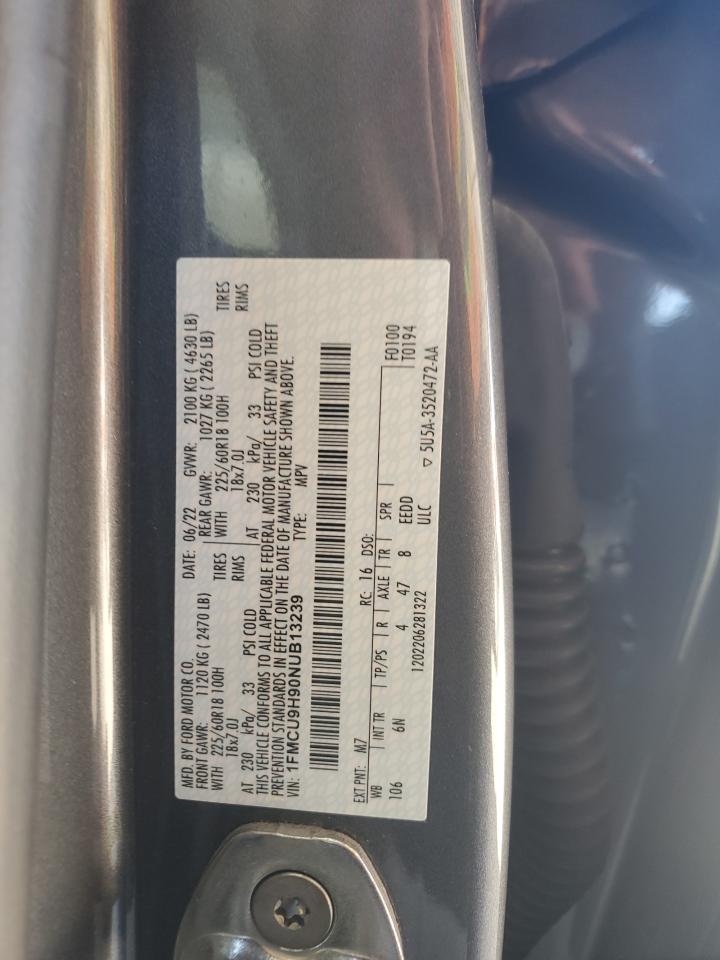 MFD. BY FORD MOTOR CO.
DATE: 06/22 GVWR: 2100 KG ( 4630 LB)
FRONT GAWR: 1120 KG ( 2470 LB) REAR GAWR: 1027 KG ( 2265 LB)
WITH 225/60R18 100H TIRES WITH 225/60R18 100H TIRES
18x7.0J RIMS 18x7.0J RIMS
AT 230 kPa/ 33 PSI COLD AT 230 kPa/ 33 PSI COLD
THIS VEHICLE CONFORMS TO ALL APPLICABLE FEDERAL MOTOR VEHICLE SAFETY AND THEFT
PREVENTION STANDARDS IN EFFECT ON THE DATE OF MANUFACTURE SHOWN ABOVE.
VIN: 1FMCU9H90NUB13239 TYPE: MPV
EXT PNT: M7 RC: 16 DSO:
WB INT TR TP/PS R AXLE TR SPR F0100
106 6N 4 47 8 EEDD T0194
1202206281322 ULC ▽ 5U5A-3520472-AA